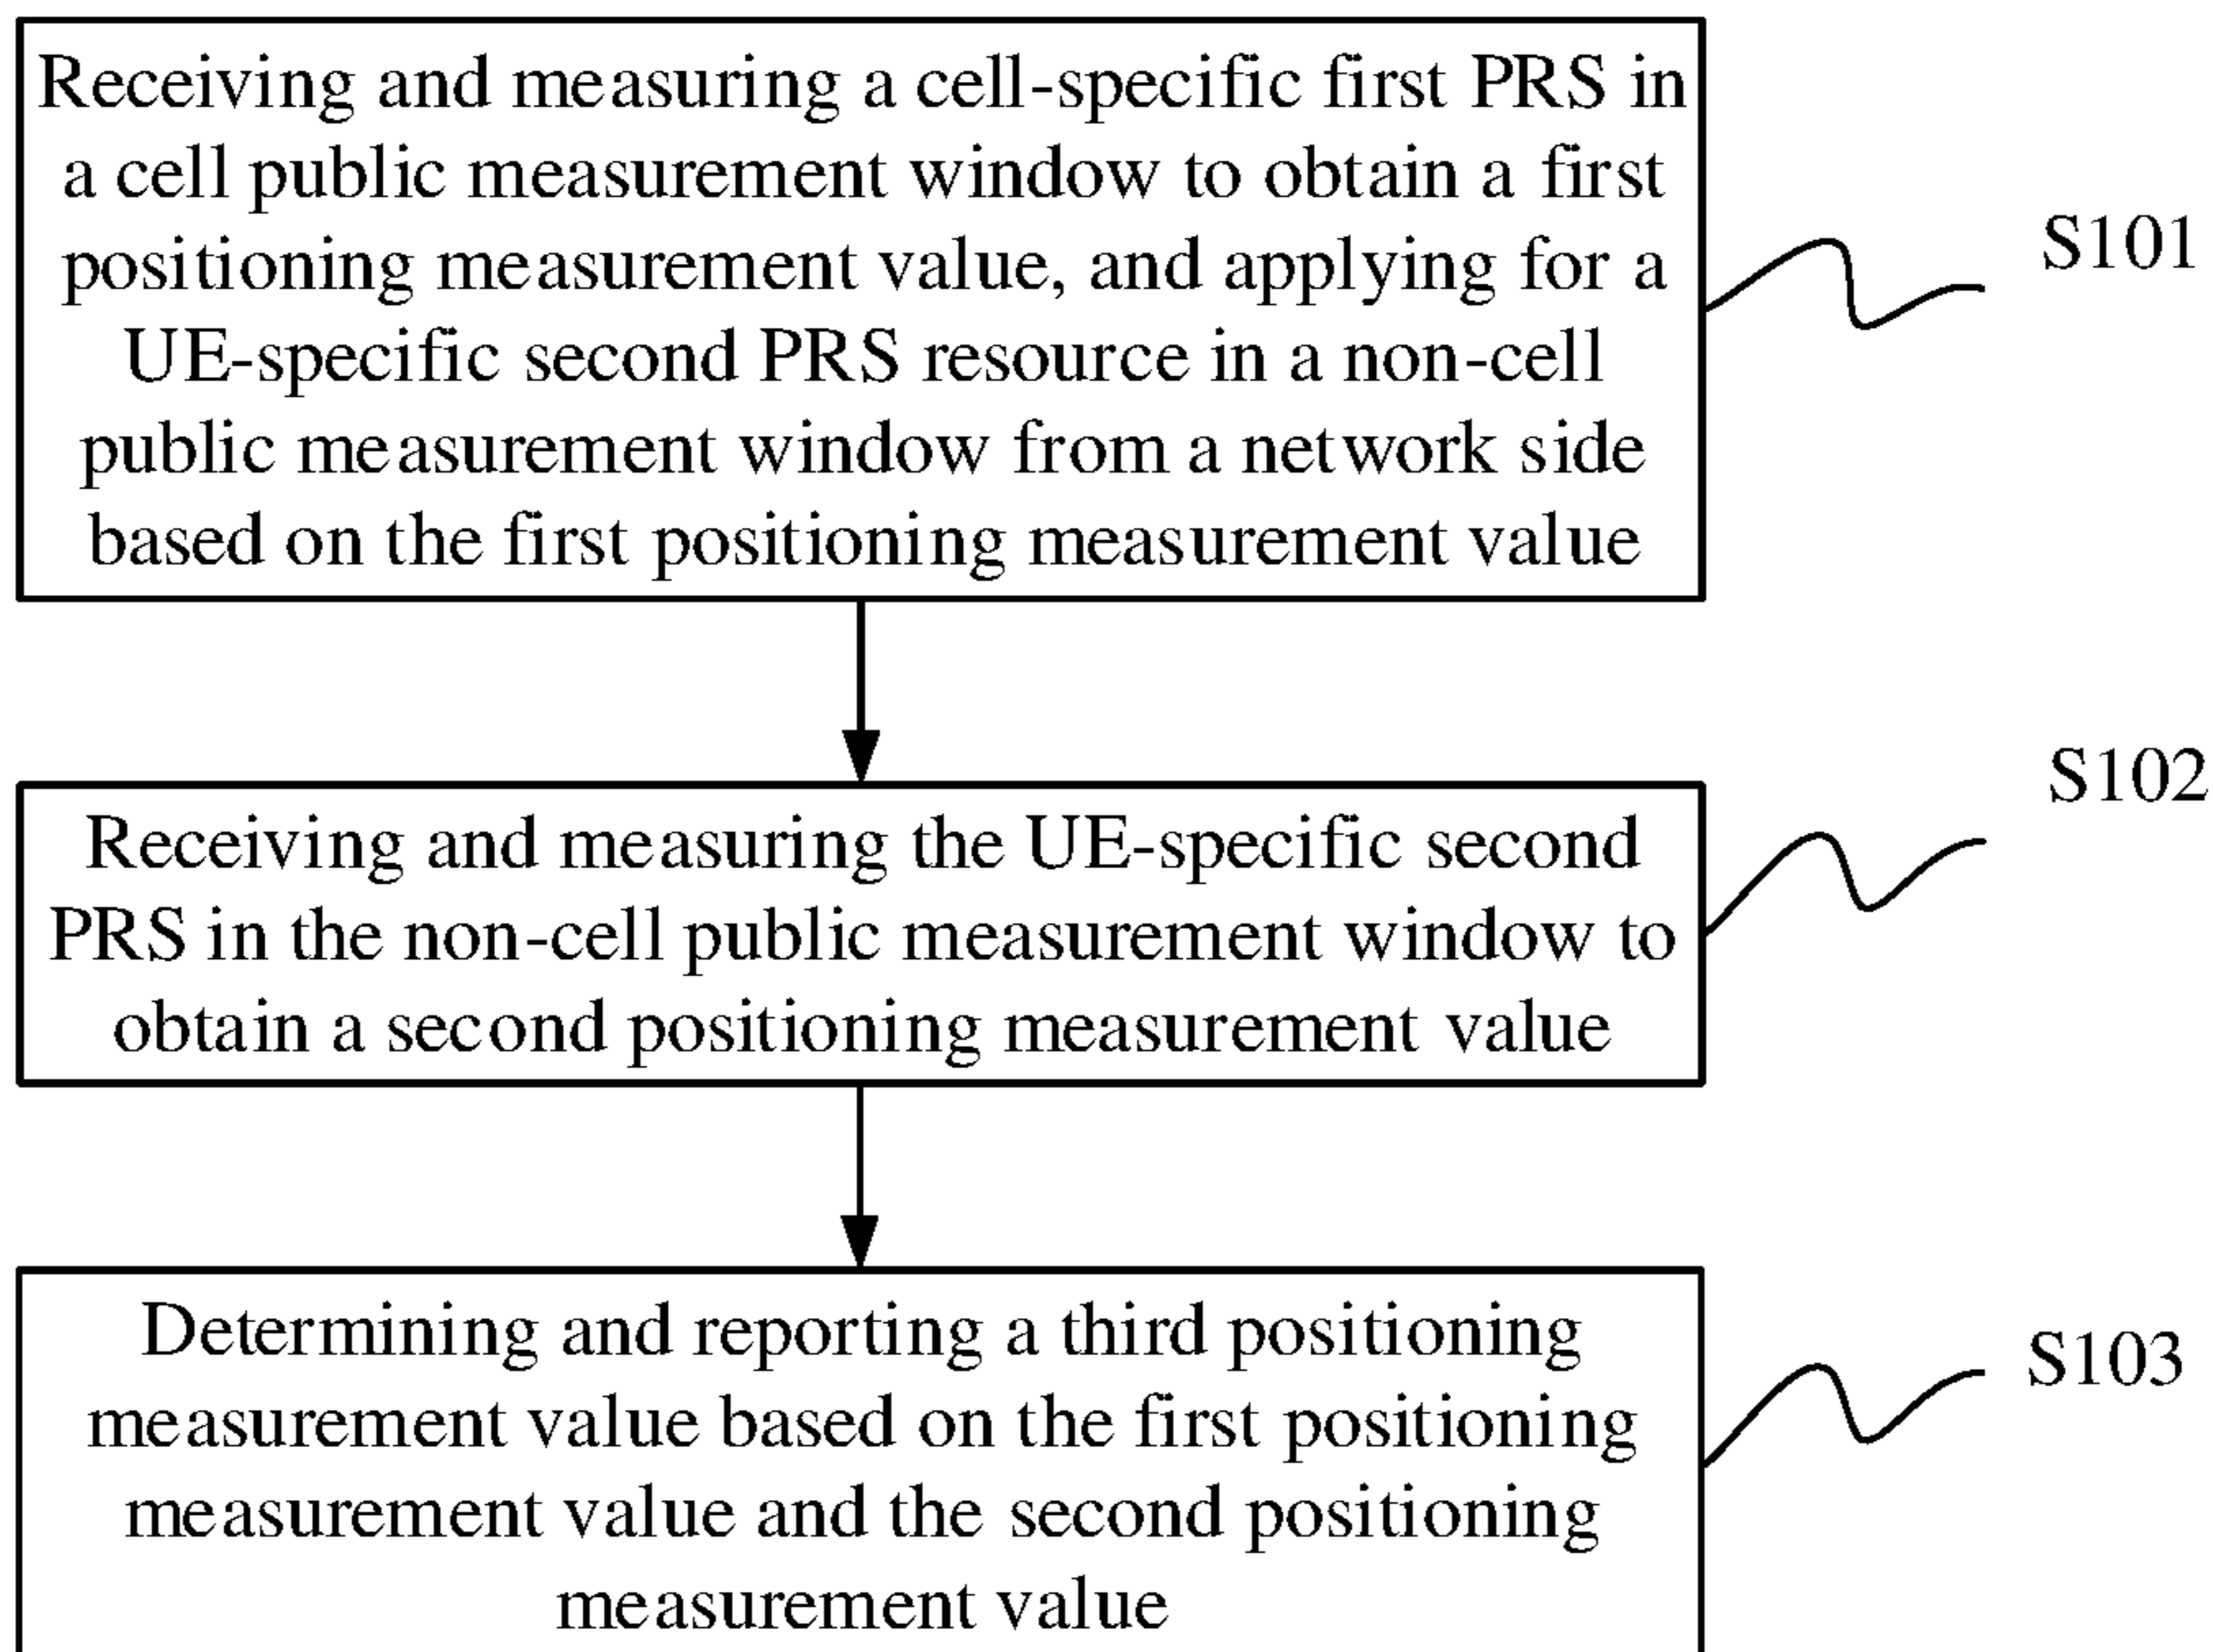 Receiving and measuring a cell-specific first PRS in
a cell public measurement window to obtain a first
positioning measurement value, and applying for a
UE-specific second PRS resource in a non-cell
public measurement window from a network side
based on the first positioning measurement value
S101
Receiving and measuring the UE-specific second
PRS in the non-cell public measurement window to
obtain a second positioning measurement value
S102
Determining and reporting a third positioning
measurement value based on the first positioning
measurement value and the second positioning
measurement value
S103